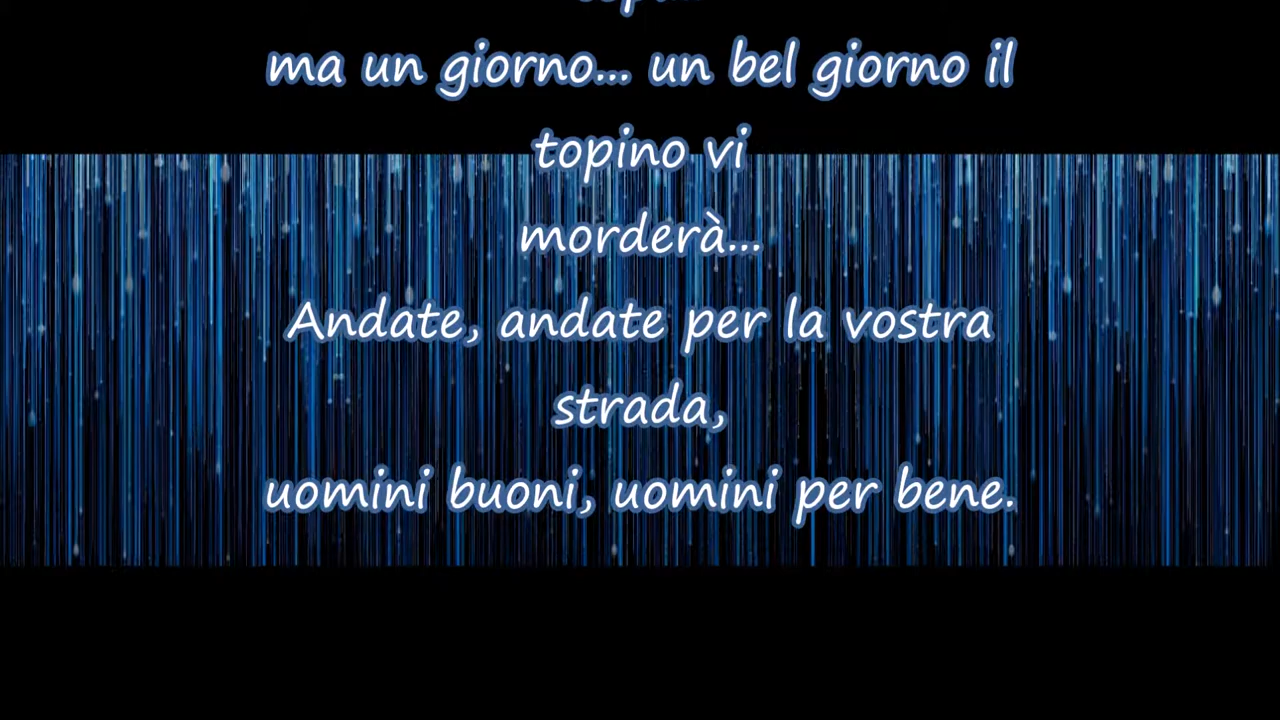 ma un giorno... un bel giorno il
topino vi
morderà...
Andate, andate per la vostra
strada,
uomini buoni, uomini per bene.